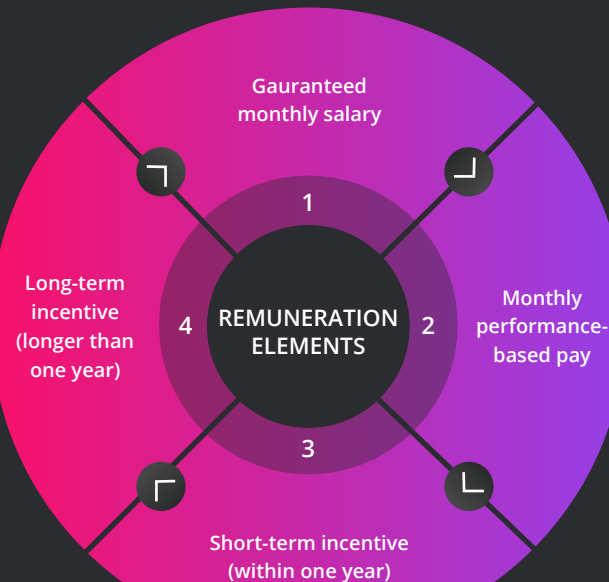 Gauranteed
monthly salary
1
Long-term
incentive
(longer than
one year)
4
REMUNERATION
ELEMENTS
2
Monthly
performance-
based pay
3
Short-term incentive
(within one year)